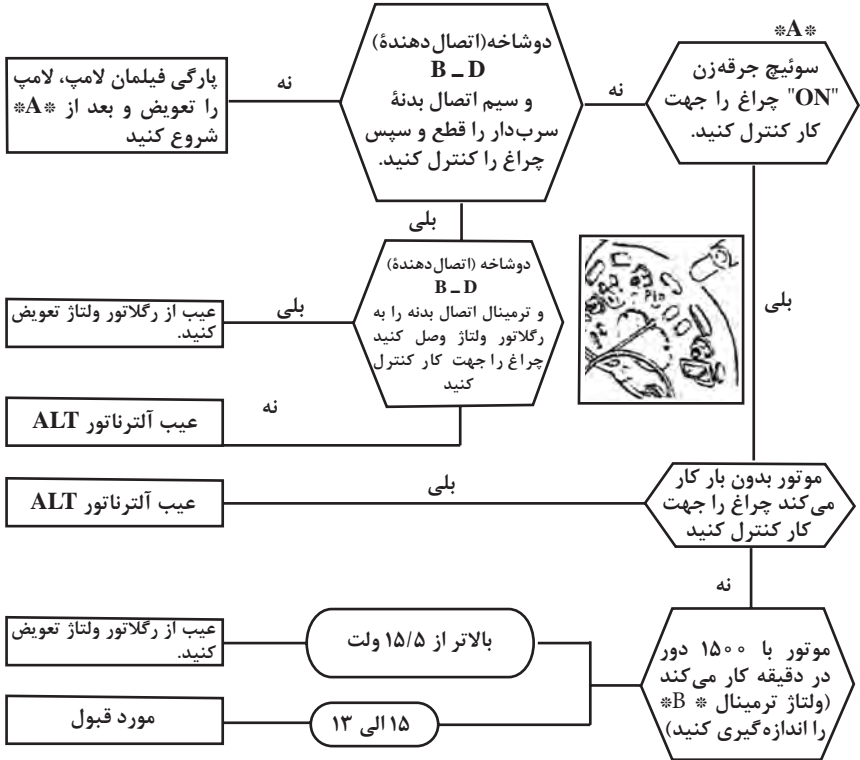 *A*
سوئیچ جرقه‌زن
"ON" چراغ را جهت
کار کنترل کنید.
نه
دوشاخه(اتصال‌دهندهٔ)
B – D
و سیم اتصال بدنهٔ
سرب‌دار را قطع و سپس
چراغ را کنترل کنید.
نه
پارگی فیلمان لامپ، لامپ
را تعویض و بعد از *A*
شروع کنید
بلی
دوشاخه (اتصال‌دهندهٔ)
B – D
و ترمینال اتصال بدنه را به
رگلاتور ولتاژ وصل کنید
چراغ را جهت کار کنترل
کنید
بلی
عیب از رگلاتور ولتاژ تعویض
کنید.
نه
عیب آلترناتور ALT
بلی
موتور بدون بار کار
می‌کند چراغ را جهت
کار کنترل کنید
بلی
عیب آلترناتور ALT
نه
موتور با ۱۵۰۰ دور
در دقیقه کار می‌کند
(ولتاژ ترمینال * B*
را اندازه‌گیری کنید)
بالاتر از ۱۵/۵ ولت
عیب از رگلاتور ولتاژ تعویض
کنید.
۱۵ الی ۱۳
مورد قبول